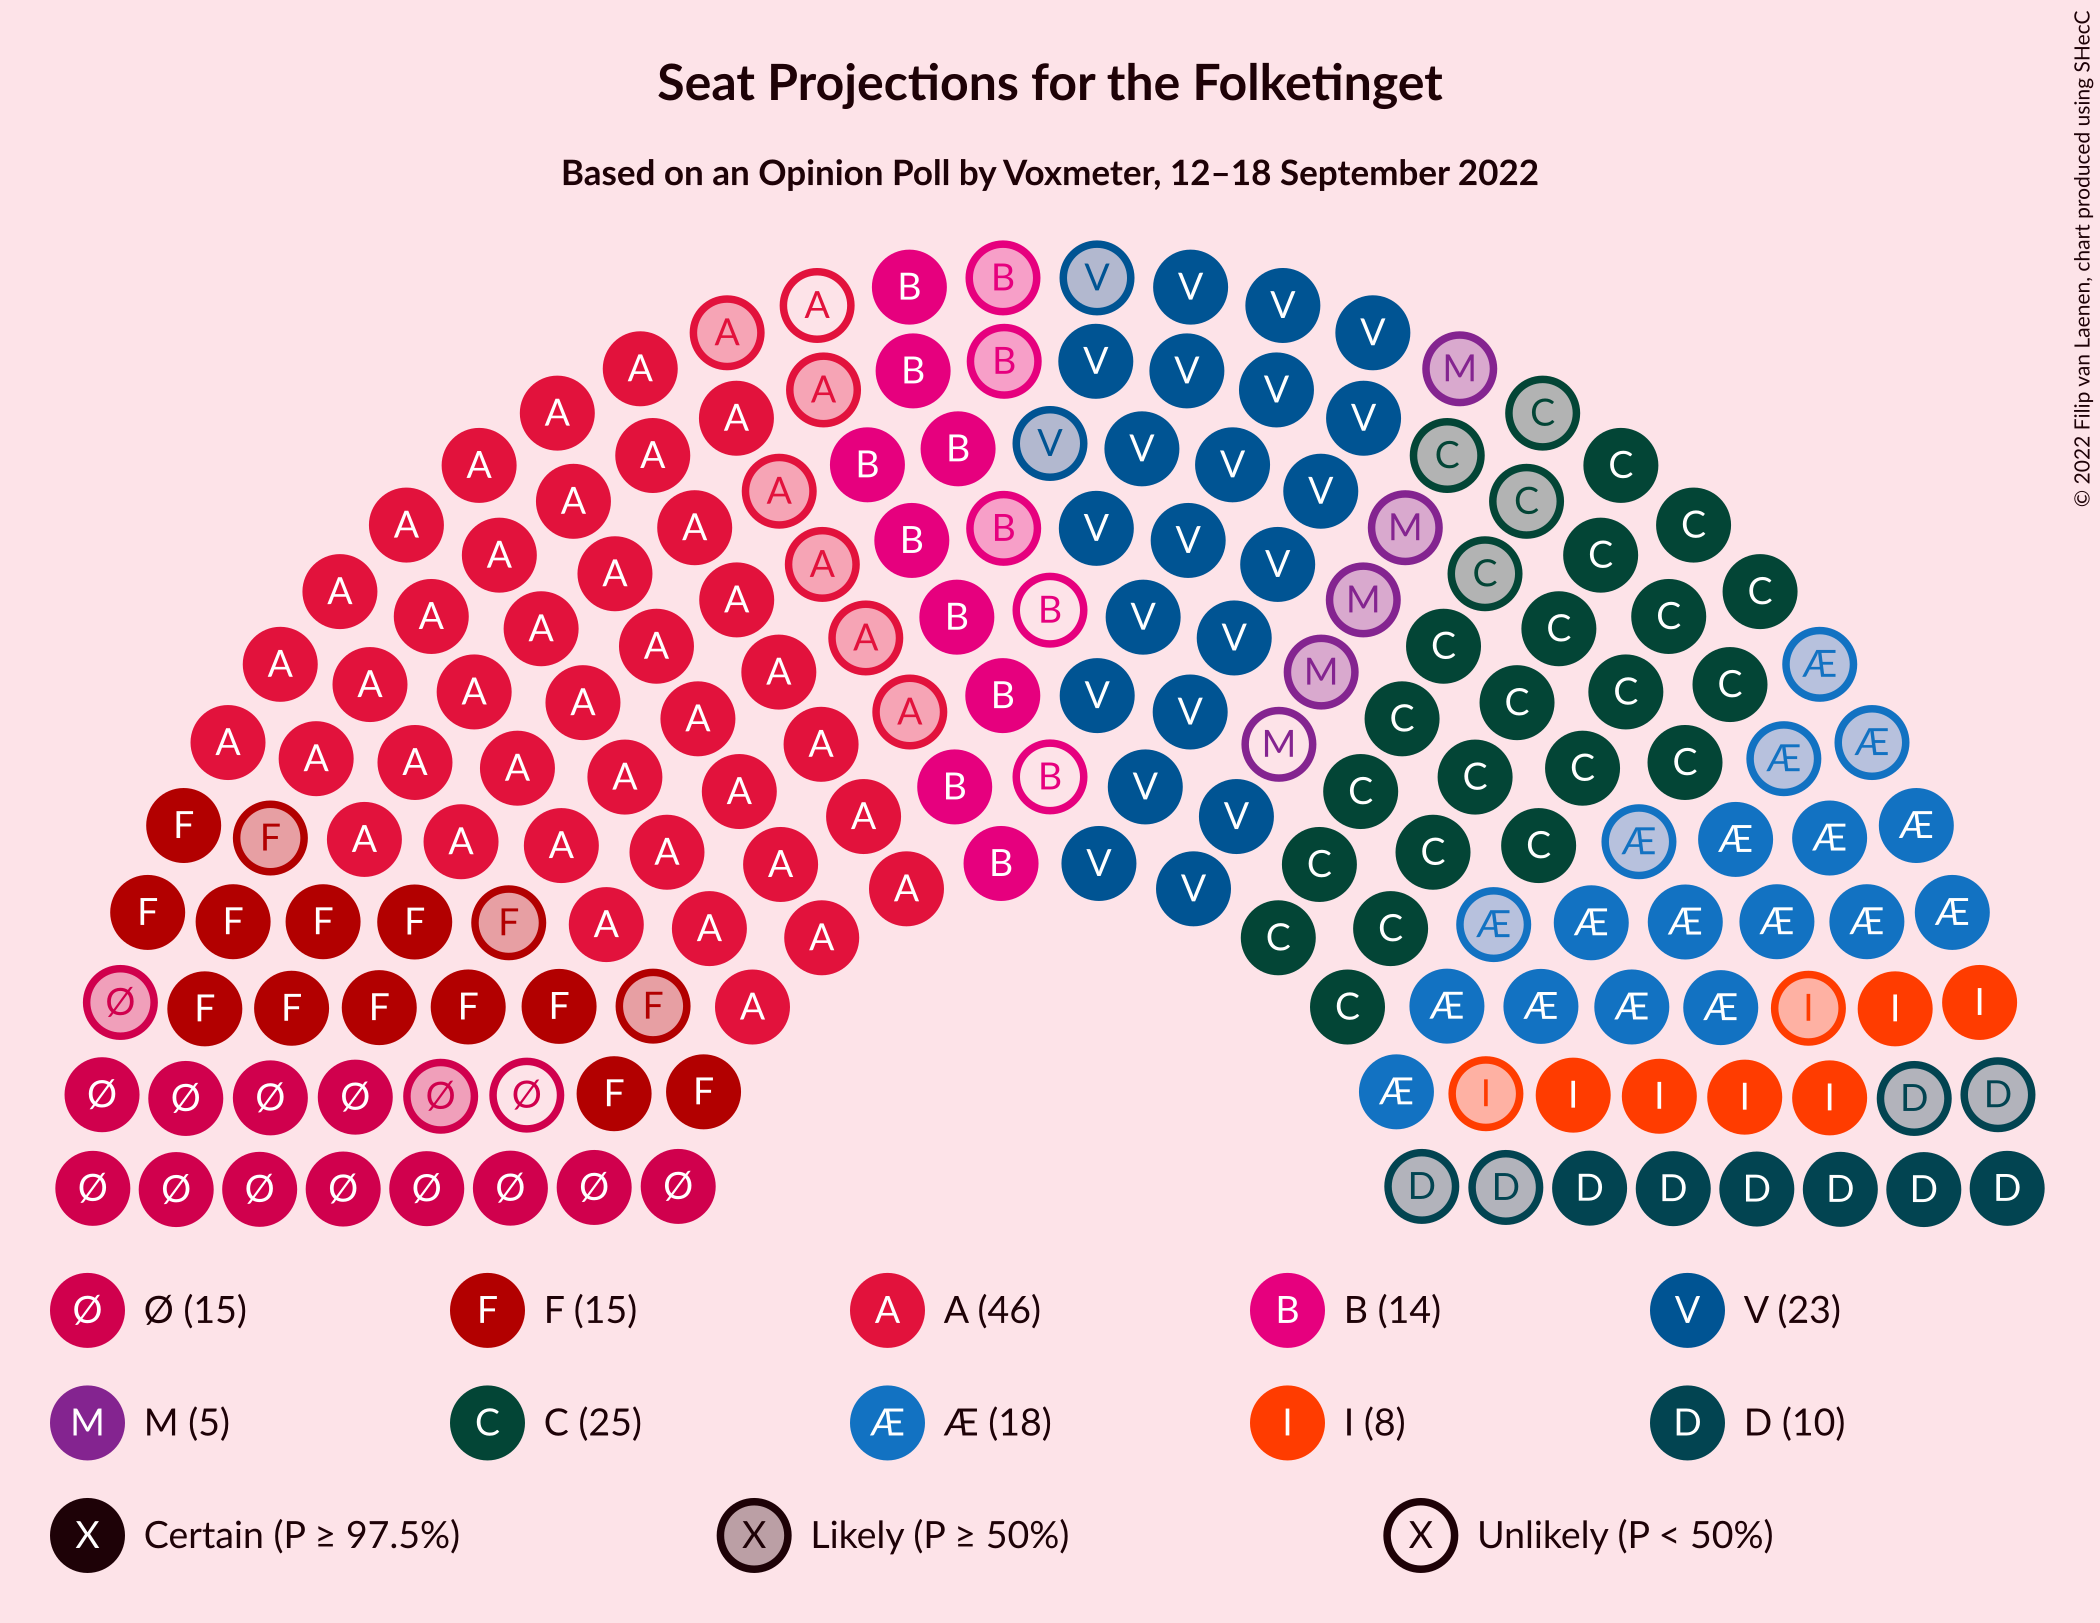 Seat Projections for the Folketinget
Based on an Opinion Poll by Voxmeter, 12–18 September 2022
© 2022 Filip van Laenen, chart produced using SHecC
B B V V
A A B B V V V V
A A B B V V V M
A A A B B V V V V C C
A A A A B B V V V C C C
A A A A B B V V V M C C C
A A A A A B V M C C C
A A A A A A B V V M C C C Æ
A A A A A A B V V M C C C C Æ
A A A A A A B B V V C C C C Æ Æ
F F A A A A A A B V C C C Æ Æ Æ Æ
F F F F F A A A A V C C Æ Æ Æ Æ Æ Æ
Ø F F F F F F A C Æ Æ Æ Æ I I I
Ø Ø Ø Ø Ø Ø F F Æ I I I I I D D
Ø Ø Ø Ø Ø Ø Ø Ø D D D D D D D D
Ø Ø (15) F F (15) A A (46) B B (14) V V (23)
M M (5) C C (25) Æ Æ (18) I I (8) D D (10)
X Certain (P ≥ 97.5%) X Likely (P ≥ 50%) X Unlikely (P < 50%)